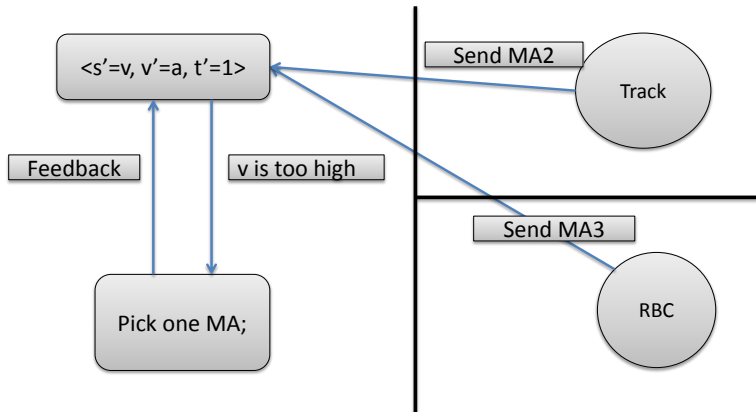 <s’=v, v’=a, t’=1>
Send MA2
Track
Feedback
v is too high
Send MA3
Pick one MA;
RBC